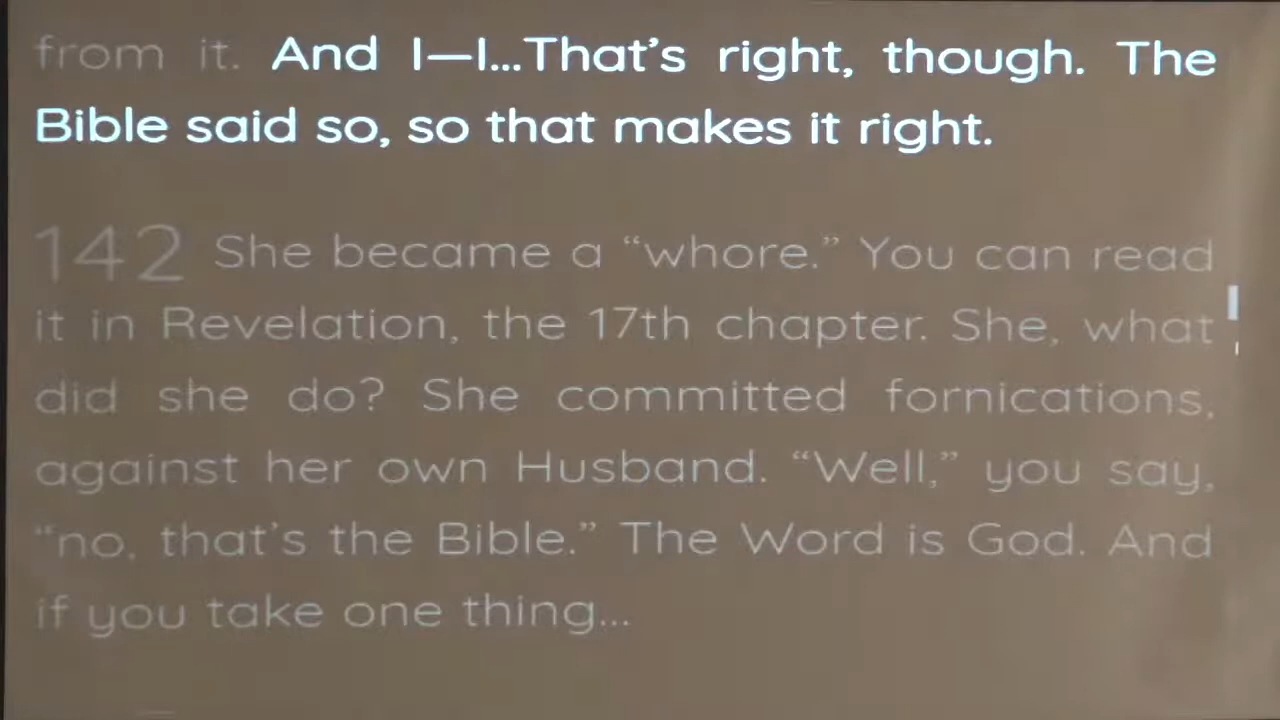 from it. And I—I...That's right, though. The
Bible said so, so that makes it right.
142 She became a “whore.” You can read
it in Revelation, the 17th chapter. She, what
did she do? She committed fornications,
against her own Husband. “Well,” you say,
“no, that's the Bible.” The Word is God. And
if you take one thing...